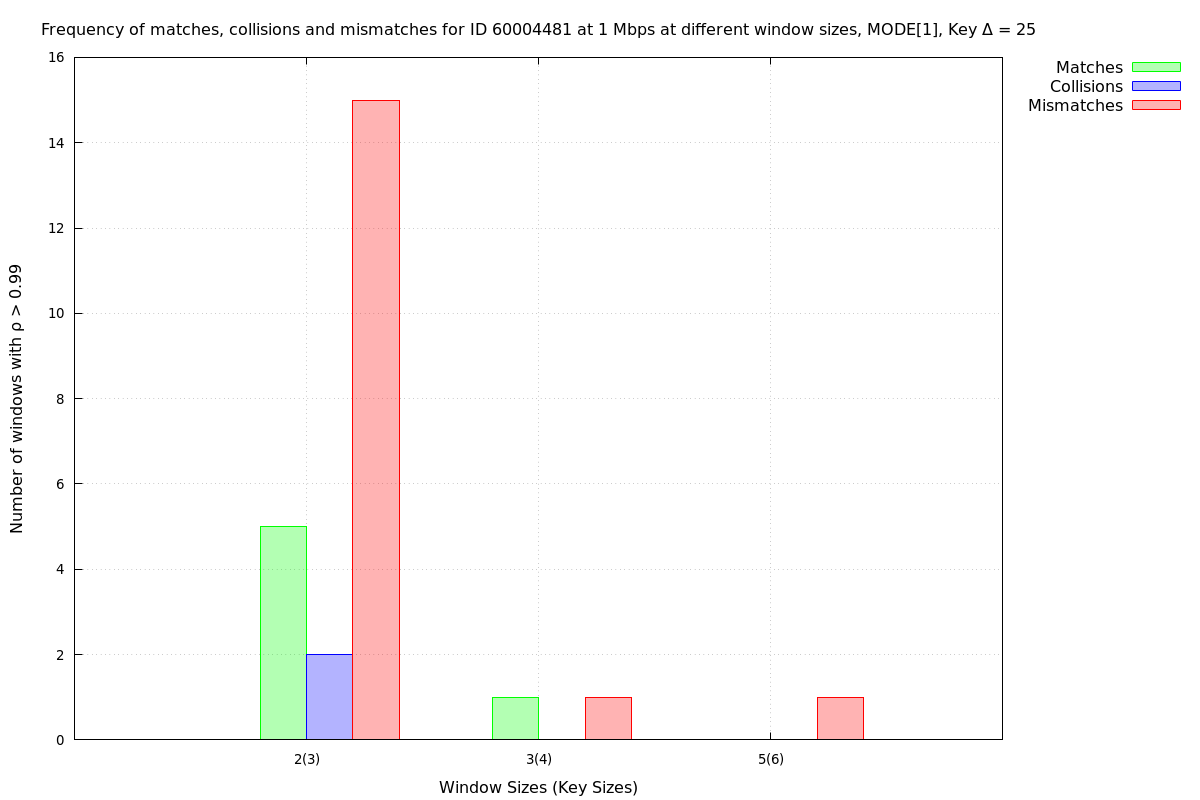 Frequency of matches, collisions and mismatches for ID 60004481 at 1 Mbps at different window sizes, MODE[1], Key Δ = 25
Matches
Collisions
Mismatches
Number of windows with ρ > 0.99
16
14
12
10
8
6
4
2
0
2(3)
3(4)
5(6)
Window Sizes (Key Sizes)